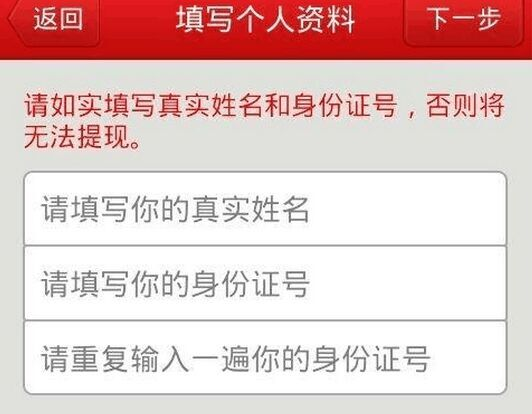 返回 填写个人资料 下一步
请如实填写真实姓名和身份证号，否则将
无法提现。
请填写你的真实姓名
请填写你的身份证号
请重复输入一遍你的身份证号